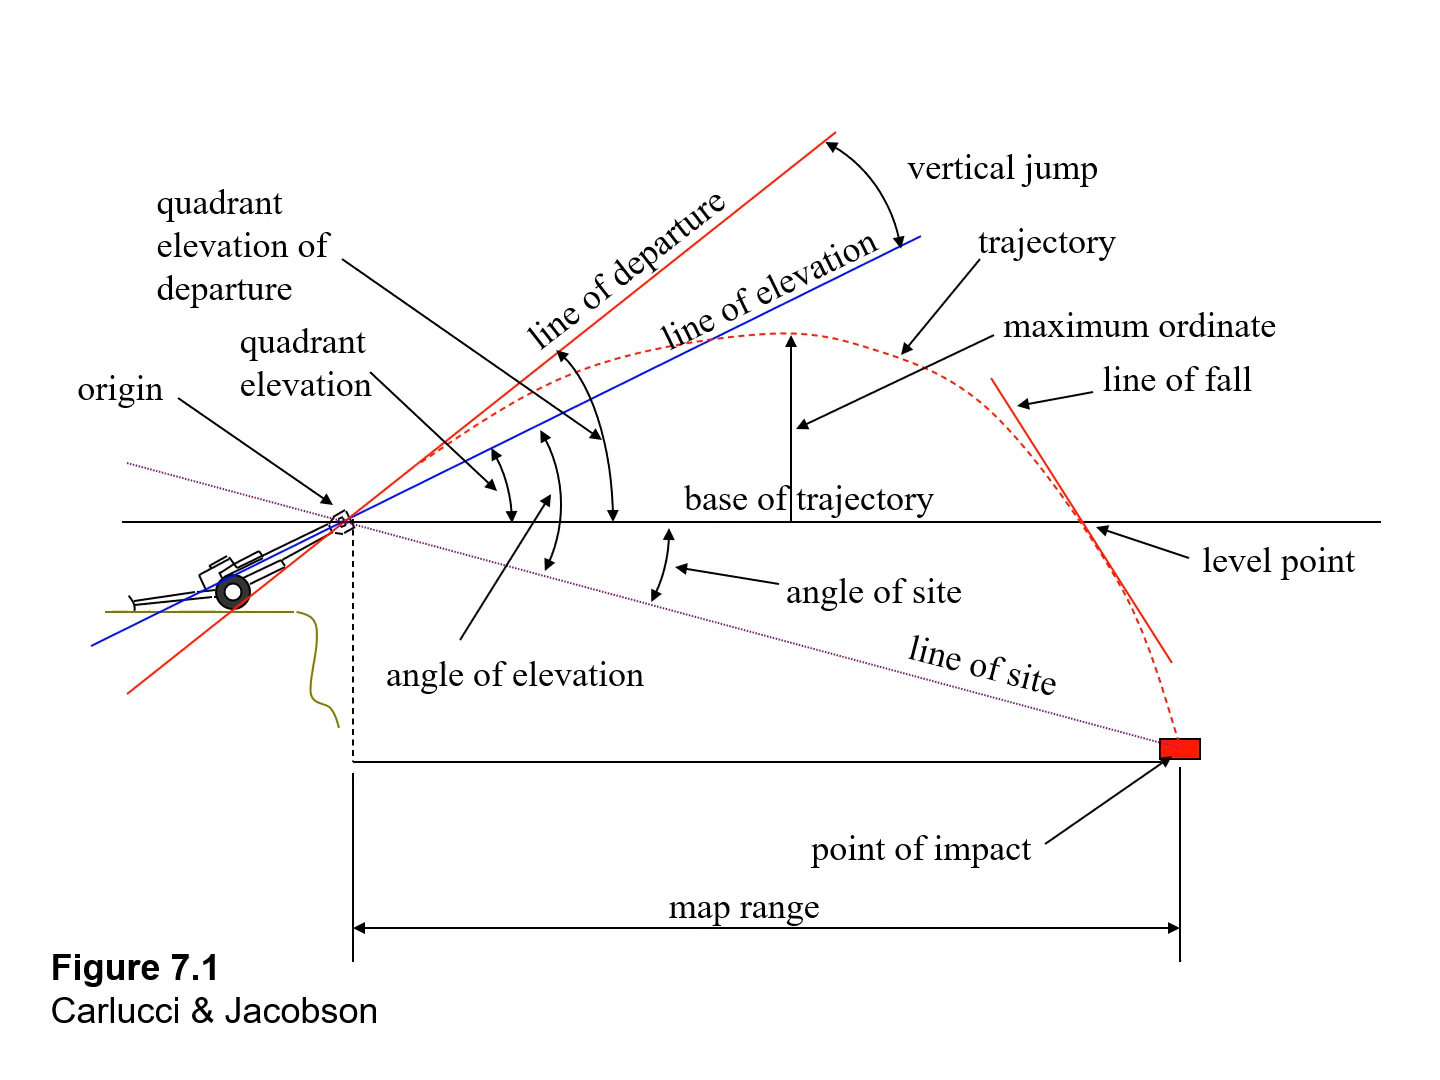 vertical jump
quadrant
elevation of
departure
line of departure
trajectory
line of elevation
maximum ordinate
quadrant
elevation
line of fall
origin
base of trajectory
level point
angle of site
line of site
angle of elevation
point of impact
map range
Figure 7.1
Carlucci & Jacobson